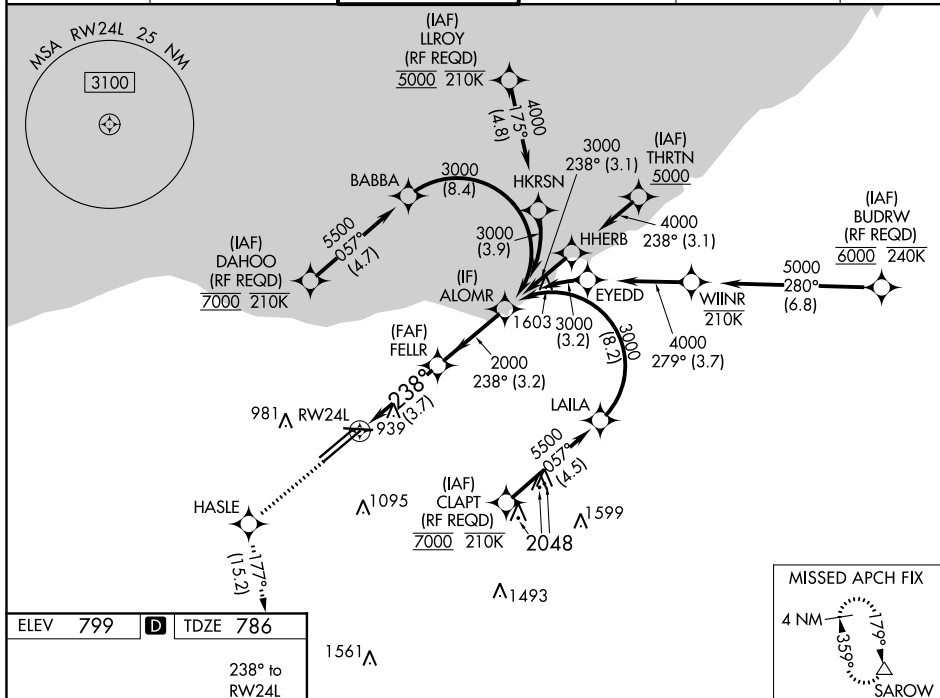 MSA RW24L 25 NM
3100
(IAF)
LLROY
(RF REQD)
5000 210K
4000
175°
(4.8)
3000
238° (3.1)
(IAF)
THRTN
5000
BABBA
3000
(8.4)
HKRSN
4000
238° (3.1)
(IAF)
BUDRW
(RF REQD)
6000 240K
5500
057°
(4.7)
3000
(3.9)
HHERB
(IAF)
DAHOO
(RF REQD)
7000 210K
(IF)
ALOMR
EYEDD
WIINR
210K
5000
280°
(6.8)
1603
3000
(3.2)
3000
(8.2)
4000
279° (3.7)
(FAF)
FELLR
2000
238° (3.2)
238°
(3.7)
981
RW24L
939
LAILA
5500
057°
(4.5)
HASLE
1095
(IAF)
CLAPT
(RF REQD)
7000 210K
2048
1599
177°
(15.2)
1493
MISSED APCH FIX
4 NM
179°
359°
SAROW
ELEV 799
D
TDZE 786
1561
238° to
RW24L